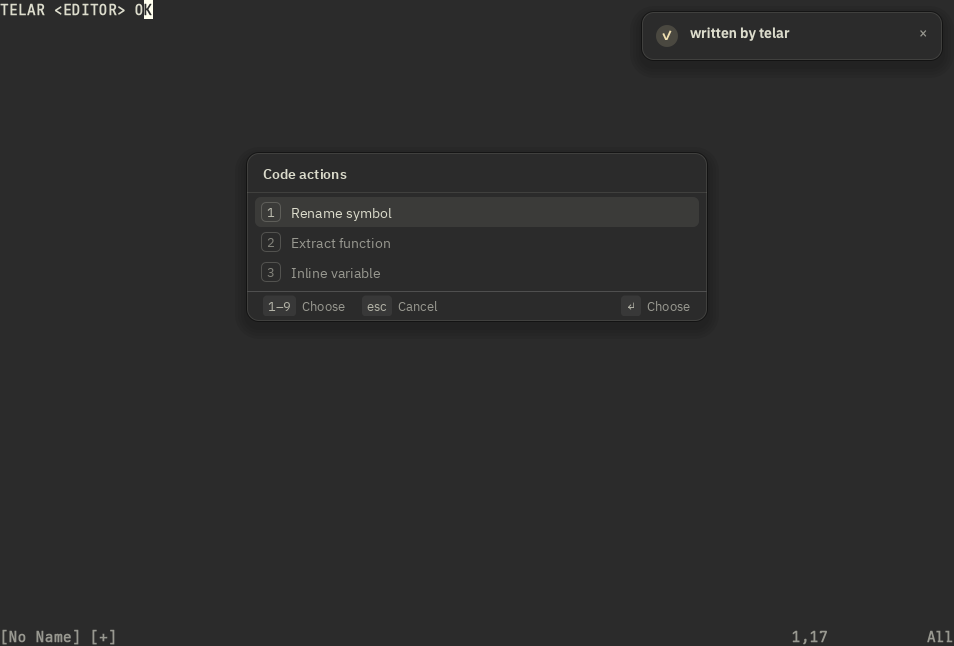 TELAR <EDITOR> OK
written by telar ×
Code actions
1 Rename symbol
2 Extract function
3 Inline variable
1–9 Choose esc Cancel ↵ Choose
[No Name] [+] 1,17 All